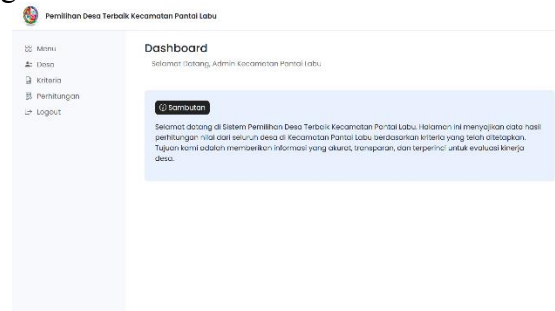 Pemilihan Desa Terbaik Kecamatan Pantai Labu
Menu
Desa
Kriteria
Perhitungan
Logout
Dashboard
Selamat Datang, Admin Kecamatan Pantai Labu
Sambutan
Selamat datang di Sistem Pemilihan Desa Terbaik Kecamatan Pantai Labu. Halaman ini menyajikan data hasil
perhitungan nilai dari seluruh desa di Kecamatan Pantai Labu berdasarkan kriteria yang telah ditetapkan.
Tujuan kami adalah memberikan informasi yang akurat, transparan, dan terperinci untuk evaluasi kinerja
desa.